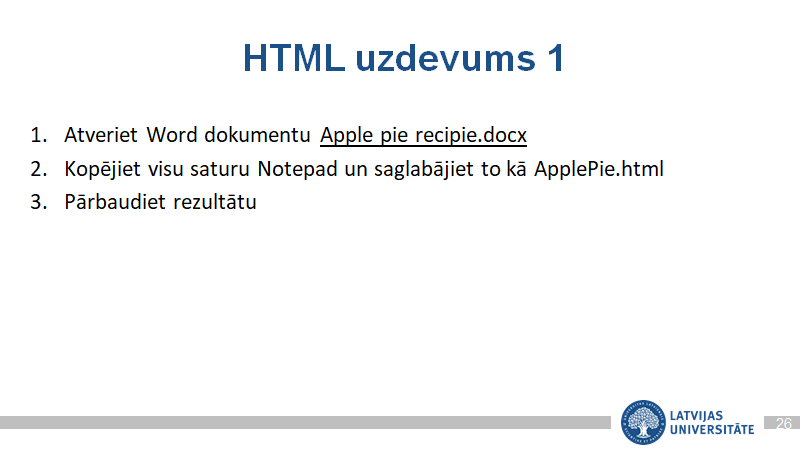 HTML uzdevums 1
1. Atveriet Word dokumentu Apple pie recipie.docx
2. Kopējiet visu saturu Notepad un saglabājiet to kā ApplePie.html
3. Pārbaudiet rezultātu
LATVIJAS
UNIVERSITĀTE
26